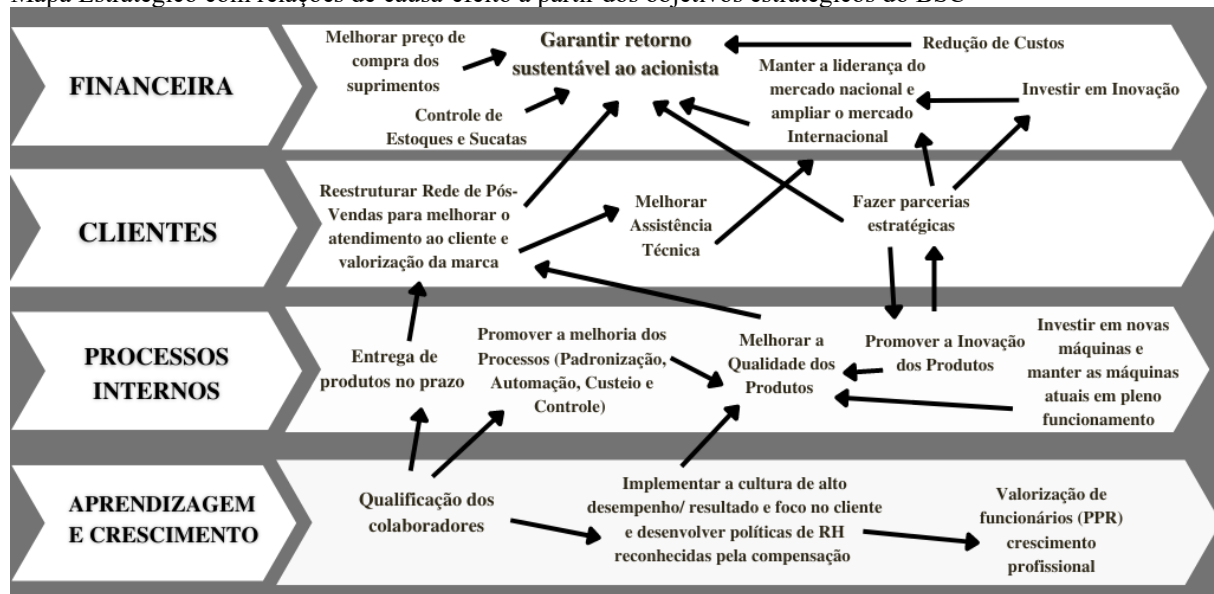 Mapa Estratégico com relações de causa-efeito a partir dos objetivos estratégicos do BSC
FINANCEIRA
Melhorar preço de
compra dos
suprimentos
Garantir retorno
sustentável ao acionista
Redução de Custos
Controle de
Estoques e Sucatas
Manter a liderança do
mercado nacional e
ampliar o mercado
Internacional
Investir em Inovação
CLIENTES
Reestruturar Rede de Pós-
Vendas para melhorar o
atendimento ao cliente e
valorização da marca
Melhorar
Assistência
Técnica
Fazer parcerias
estratégicas
PROCESSOS
INTERNOS
Entrega de
produtos no prazo
Promover a melhoria dos
Processos (Padronização,
Automação, Custeio e
Controle)
Melhorar a
Qualidade dos
Produtos
Promover a Inovação
dos Produtos
Investir em novas
máquinas e
manter as máquinas
atuais em pleno
funcionamento
APRENDIZAGEM
E CRESCIMENTO
Qualificação dos
colaboradores
Implementar a cultura de alto
desempenho/ resultado e foco no cliente
e desenvolver políticas de RH
reconhecidas pela compensação
Valorização de
funcionários (PPR)
crescimento
profissional